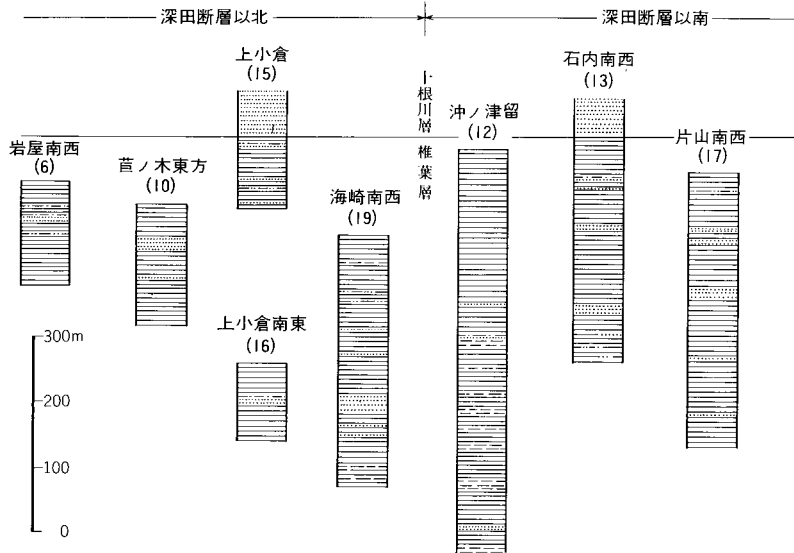 深田断層以北
深田断層以南
上小倉
(15)
石内南西
(13)
十根川層
椎葉層
沖ノ津留
(12)
片山南西
(17)
岩屋南西
(6)
菖ノ木東方
(10)
海崎南西
(19)
上小倉南東
(16)
300m
200
100
0